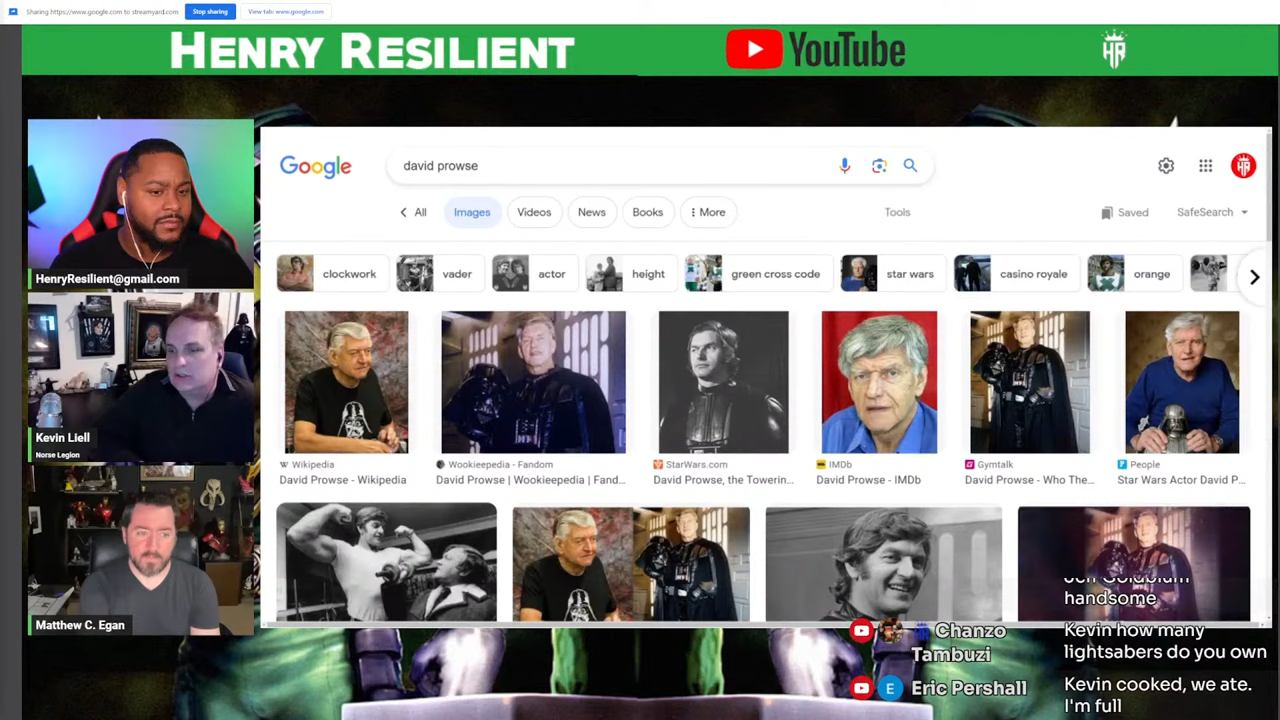 Sharing https://www.google.com to streamyard.com
Stop sharing
View tab: www.google.com
HENRY RESILIENT
YouTube
HR
Google
david prowse
HR
All
Images
Videos
News
Books
More
Tools
Saved
SafeSearch
clockwork
vader
actor
height
green cross code
star wars
casino royale
orange
HenryResilient@gmail.com
Kevin Liell
Norse Legion
Matthew C. Egan
Wikipedia
David Prowse - Wikipedia
Wookieepedia - Fandom
David Prowse | Wookieepedia | Fand...
StarWars.com
David Prowse, the Towerin...
IMDb
David Prowse - IMDb
Gymtalk
David Prowse - Who The...
People
Star Wars Actor David P...
handsome
Chanzo
Tambuzi
Kevin how many
lightsabers do you own
E
Eric Pershall
Kevin cooked, we ate.
I'm full